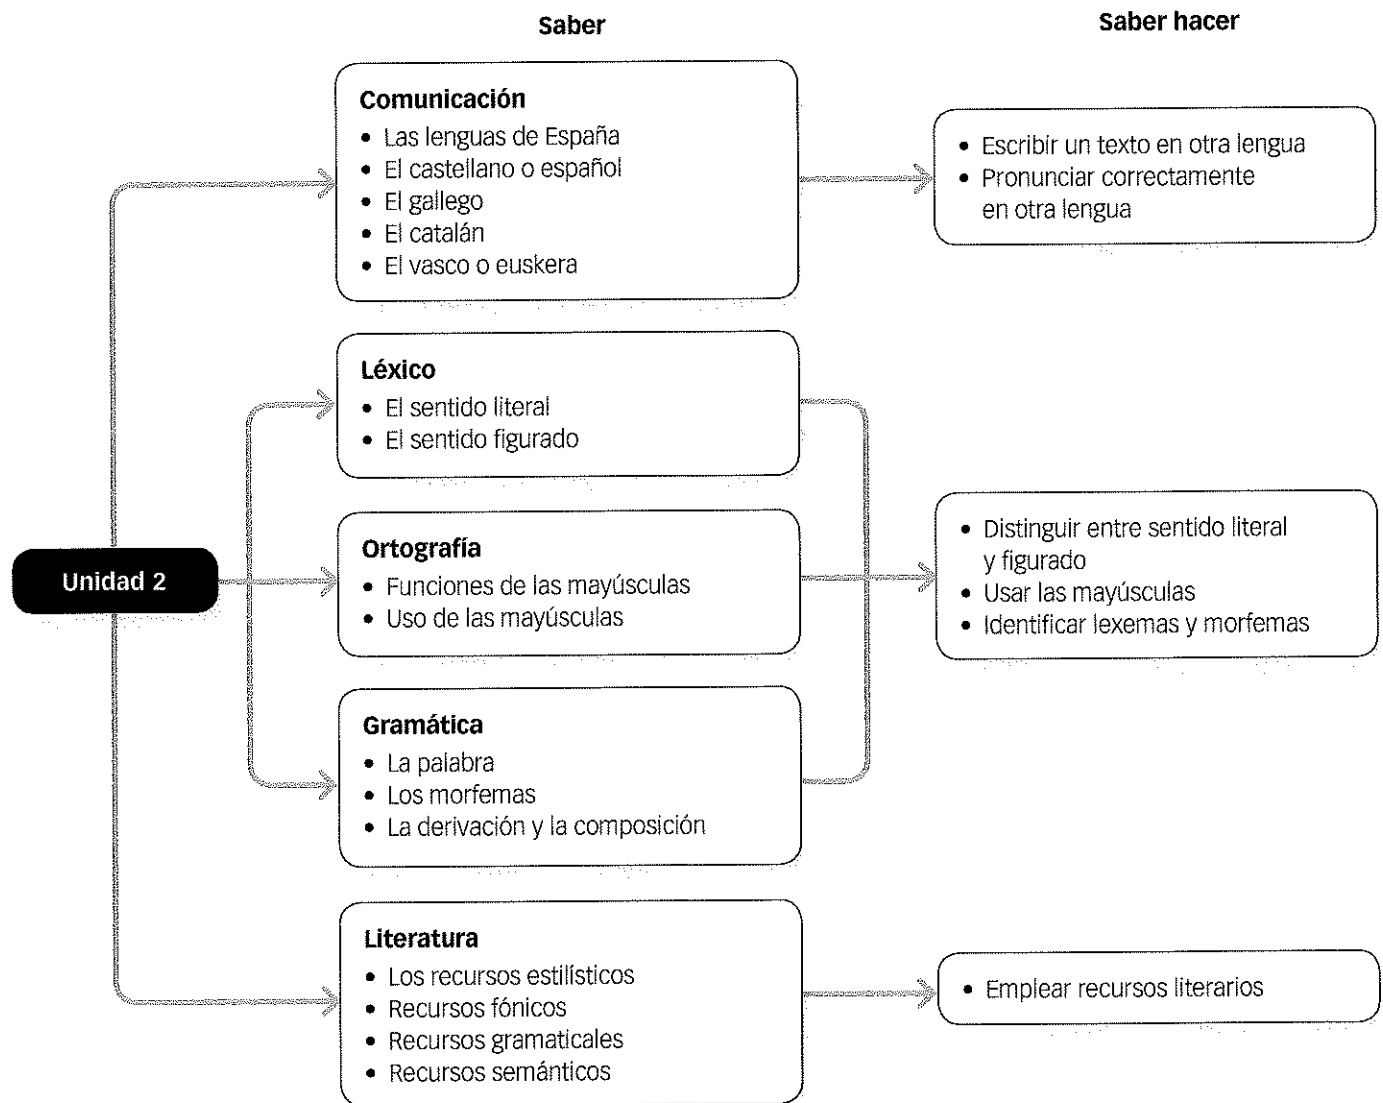 Saber
Saber hacer
Comunicación
• Las lenguas de España
• El castellano o español
• El gallego
• El catalán
• El vasco o euskera
• Escribir un texto en otra lengua
• Pronunciar correctamente
en otra lengua
Léxico
• El sentido literal
• El sentido figurado
Unidad 2
Ortografía
• Funciones de las mayúsculas
• Uso de las mayúsculas
• Distinguir entre sentido literal
y figurado
• Usar las mayúsculas
• Identificar lexemas y morfemas
Gramática
• La palabra
• Los morfemas
• La derivación y la composición
Literatura
• Los recursos estilísticos
• Recursos fónicos
• Recursos gramaticales
• Recursos semánticos
• Emplear recursos literarios